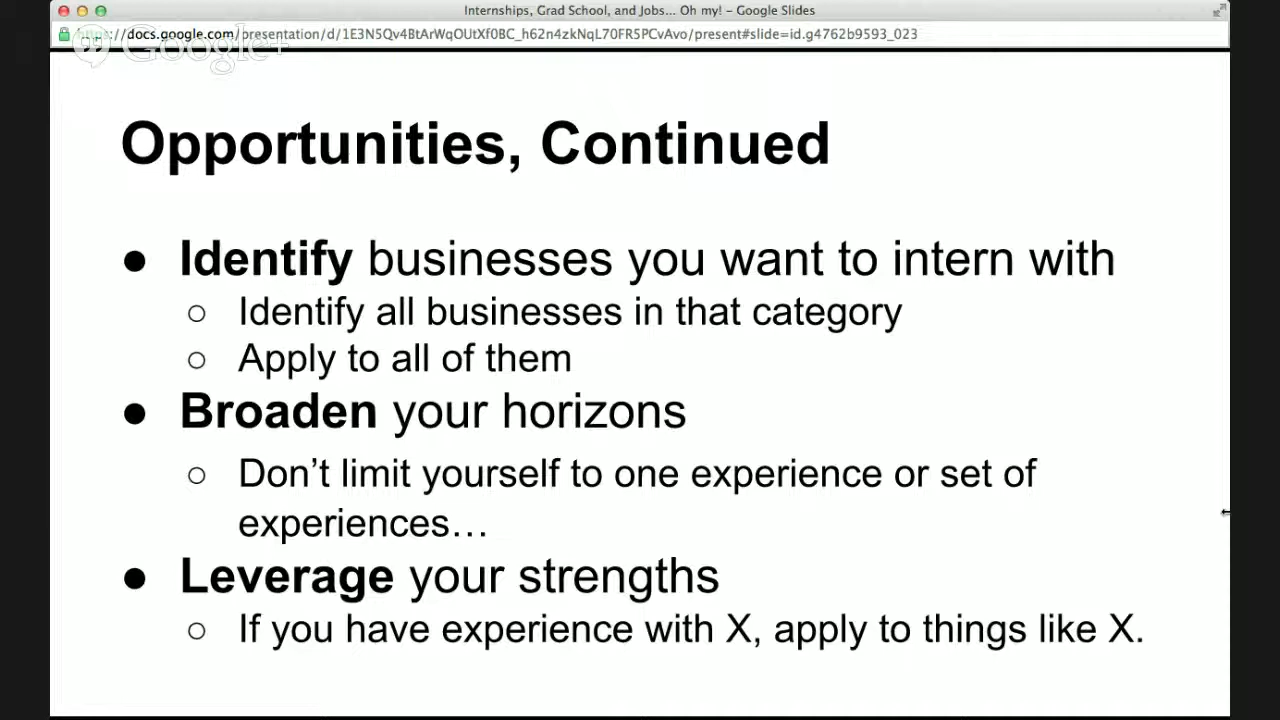 Internships, Grad School, and Jobs... Oh my! – Google Slides
https://docs.google.com/presentation/d/1E3N5Qv4BtArWqOUtXf0BC_h62n4zkNqL70FR5PCvAvo/present#slide=id.g4762b9593_023
Google+
Opportunities, Continued
● Identify businesses you want to intern with
○ Identify all businesses in that category
○ Apply to all of them
● Broaden your horizons
○ Don’t limit yourself to one experience or set of
experiences…
● Leverage your strengths
○ If you have experience with X, apply to things like X.